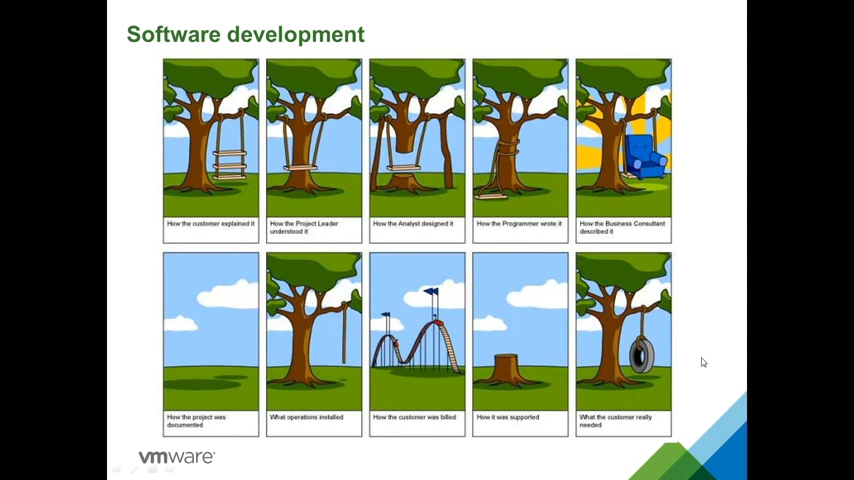 Software development
How the customer explained it
How the Project Leader
understood it
How the Analyst designed it
How the Programmer wrote it
How the Business Consultant
described it
How the project was
documented
What operations installed
How the customer was billed
How it was supported
What the customer really
needed
vmware